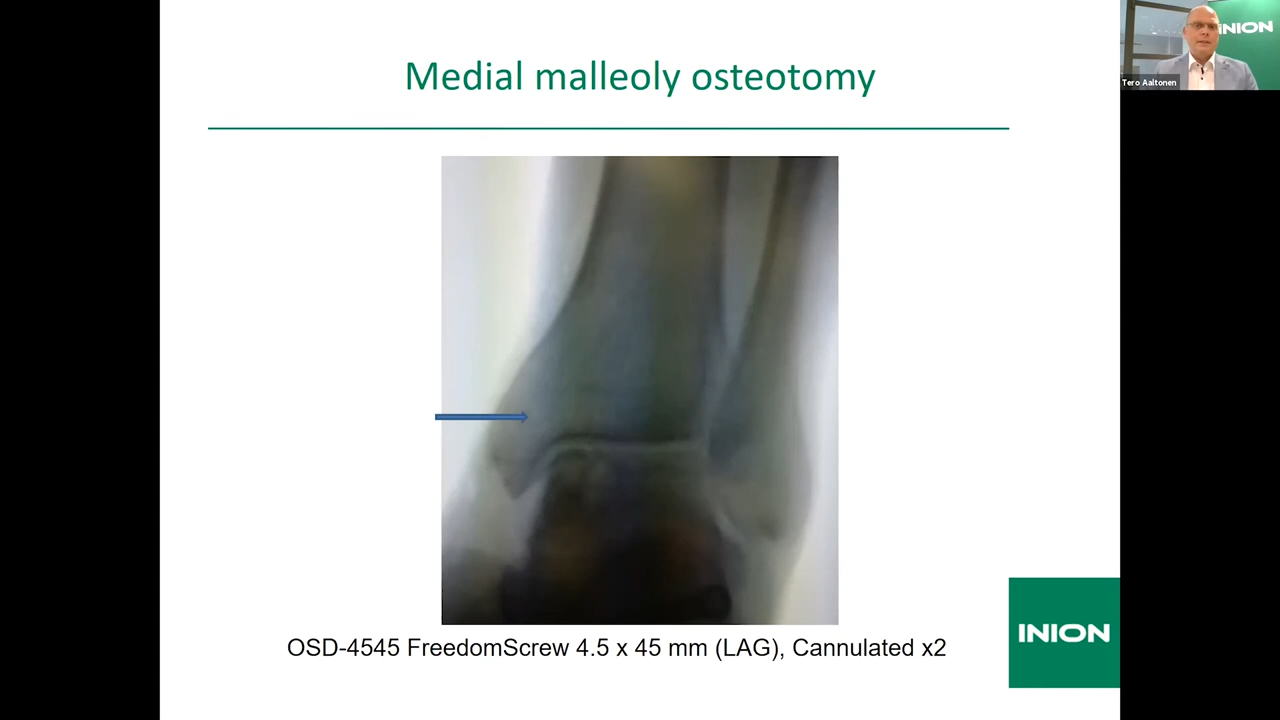 Medial malleoly osteotomy
INION
Tero Aaltonen
OSD-4545 FreedomScrew 4.5 x 45 mm (LAG), Cannulated x2
INION